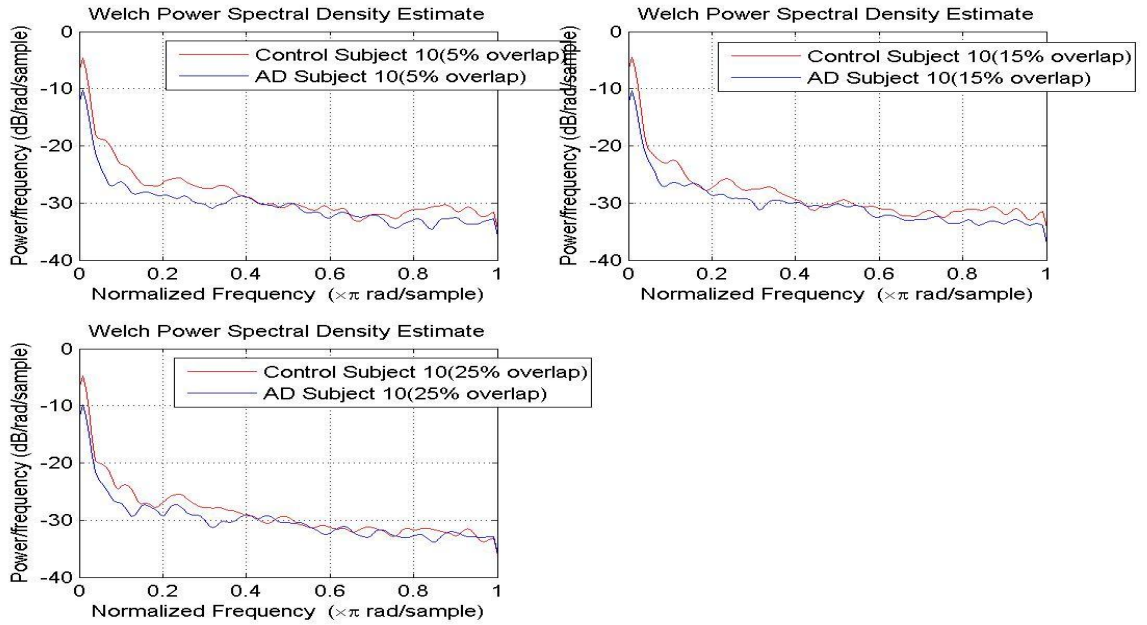 Welch Power Spectral Density Estimate
Power/frequency (dB/rad/sample)
0
-10
-20
-30
-40
Control Subject 10(5% overlap)
AD Subject 10(5% overlap)
0
0.2
0.4
0.6
0.8
1
Normalized Frequency (×π rad/sample)
Welch Power Spectral Density Estimate
Power/frequency (dB/rad/sample)
0
-10
-20
-30
-40
Control Subject 10(15% overlap)
AD Subject 10(15% overlap)
0
0.2
0.4
0.6
0.8
1
Normalized Frequency (×π rad/sample)
Welch Power Spectral Density Estimate
Power/frequency (dB/rad/sample)
0
-10
-20
-30
-40
Control Subject 10(25% overlap)
AD Subject 10(25% overlap)
0
0.2
0.4
0.6
0.8
1
Normalized Frequency (×π rad/sample)